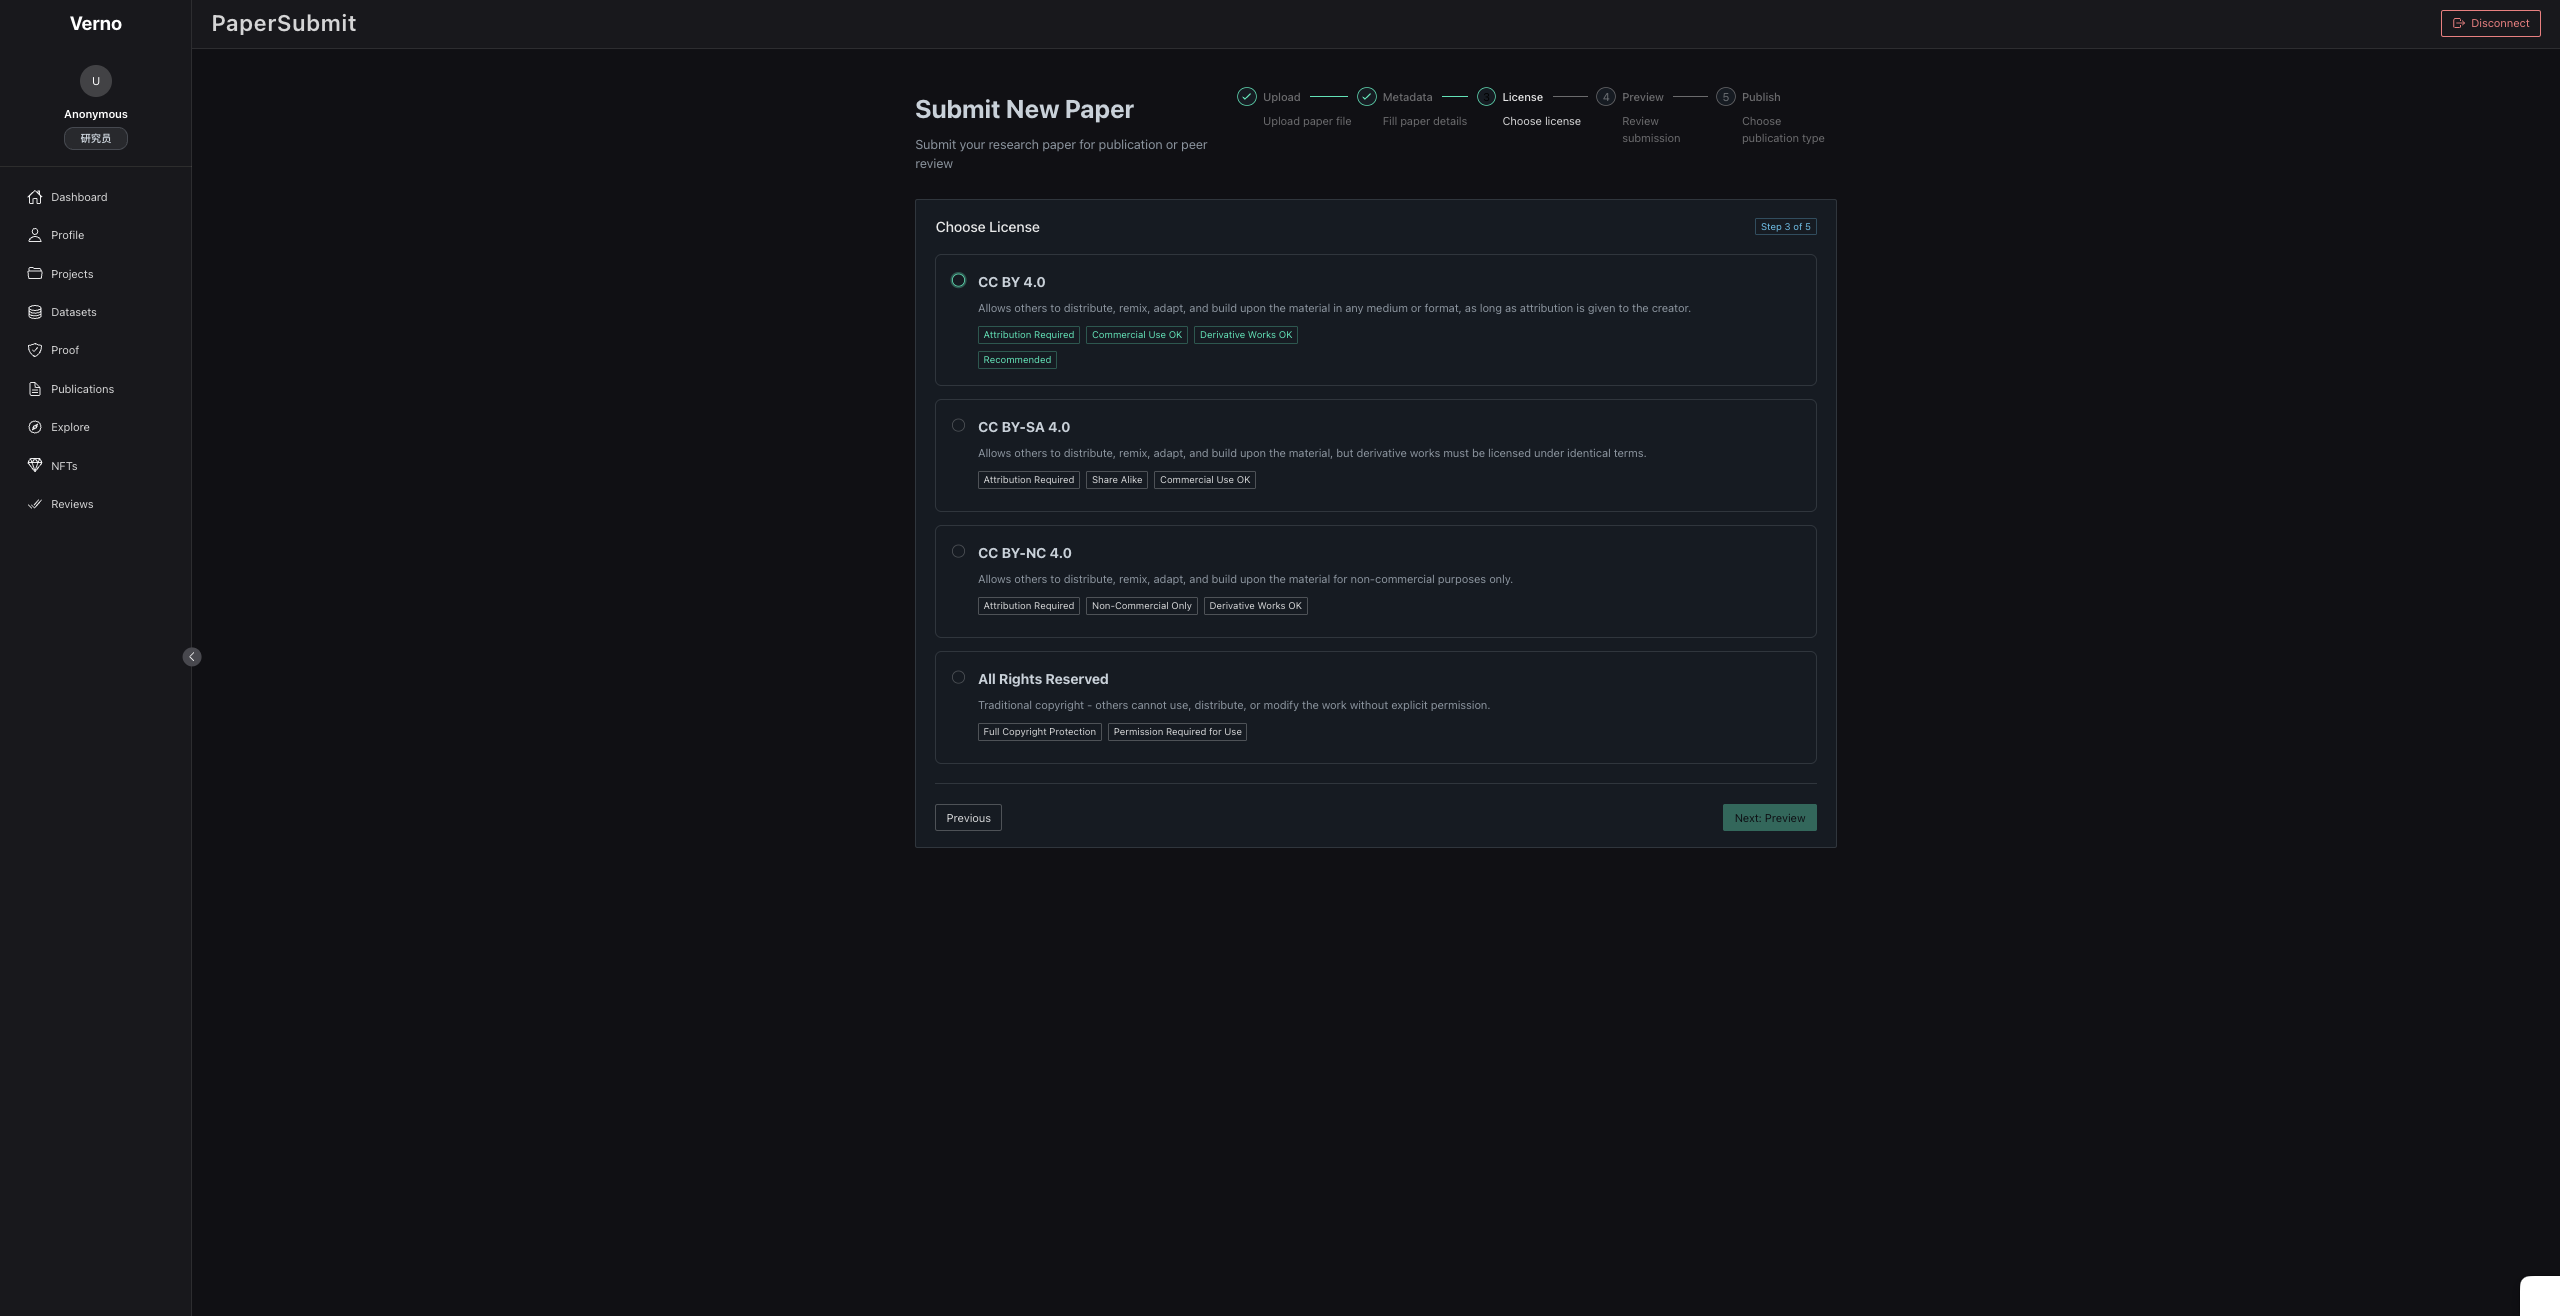 Verno
PaperSubmit
Disconnect
U
Anonymous
研究员
Dashboard
Profile
Projects
Datasets
Proof
Publications
Explore
NFTs
Reviews
Submit New Paper
Submit your research paper for publication or peer
review
Upload
Upload paper file
Metadata
Fill paper details
License
Choose license
4 Preview
Review
submission
5 Publish
Choose
publication type
Choose License
Step 3 of 5
CC BY 4.0
Allows others to distribute, remix, adapt, and build upon the material in any medium or format, as long as attribution is given to the creator.
Attribution Required Commercial Use OK Derivative Works OK
Recommended
CC BY-SA 4.0
Allows others to distribute, remix, adapt, and build upon the material, but derivative works must be licensed under identical terms.
Attribution Required Share Alike Commercial Use OK
CC BY-NC 4.0
Allows others to distribute, remix, adapt, and build upon the material for non-commercial purposes only.
Attribution Required Non-Commercial Only Derivative Works OK
All Rights Reserved
Traditional copyright - others cannot use, distribute, or modify the work without explicit permission.
Full Copyright Protection Permission Required for Use
Previous
Next: Preview